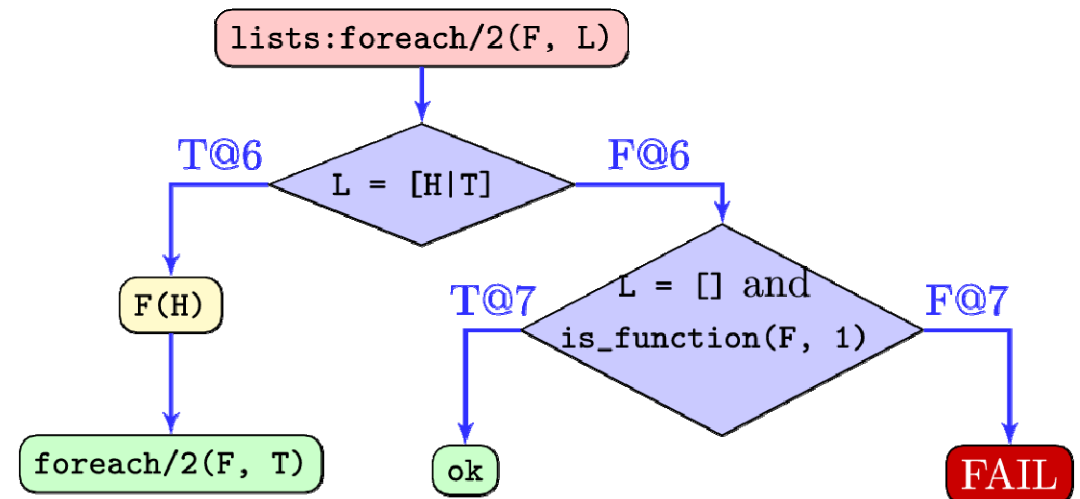 lists:foreach/2(F, L)
T@6
F@6
L = [H|T]
F(H)
T@7
L = [] and
is_function(F, 1)
F@7
foreach/2(F, T)
ok
FAIL